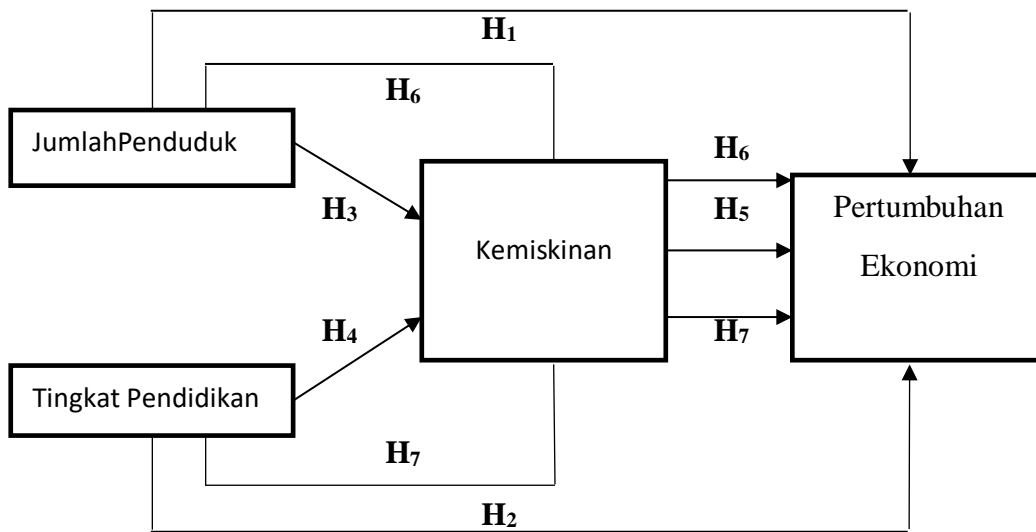 H₁
H₆
JumlahPenduduk
H₃
H₆
H₅
H₇
Kemiskinan
Pertumbuhan
Ekonomi
H₄
Tingkat Pendidikan
H₇
H₂